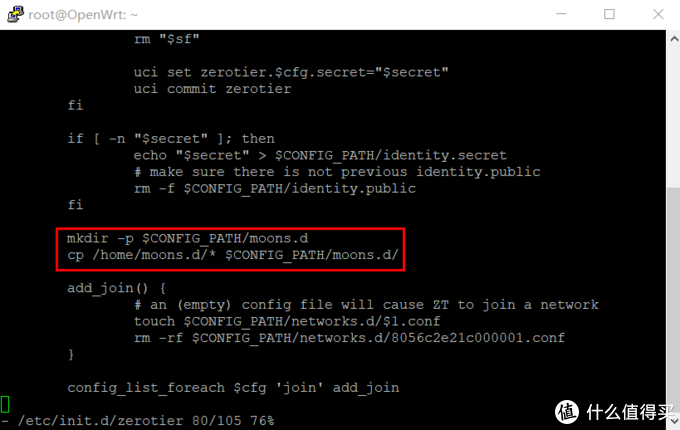 root@OpenWrt: ~
rm "$sf"
uci set zerotier.$cfg.secret="$secret"
uci commit zerotier
fi
if [ -n "$secret" ]; then
echo "$secret" > $CONFIG_PATH/identity.secret
# make sure there is not previous identity.public
rm -f $CONFIG_PATH/identity.public
fi
mkdir -p $CONFIG_PATH/moons.d
cp /home/moons.d/* $CONFIG_PATH/moons.d/
add_join() {
# an (empty) config file will cause ZT to join a network
touch $CONFIG_PATH/networks.d/$1.conf
rm -rf $CONFIG_PATH/networks.d/8056c2e21c000001.conf
}
config_list_foreach $cfg 'join' add_join
- /etc/init.d/zerotier 80/105 76%
值 什么值得买